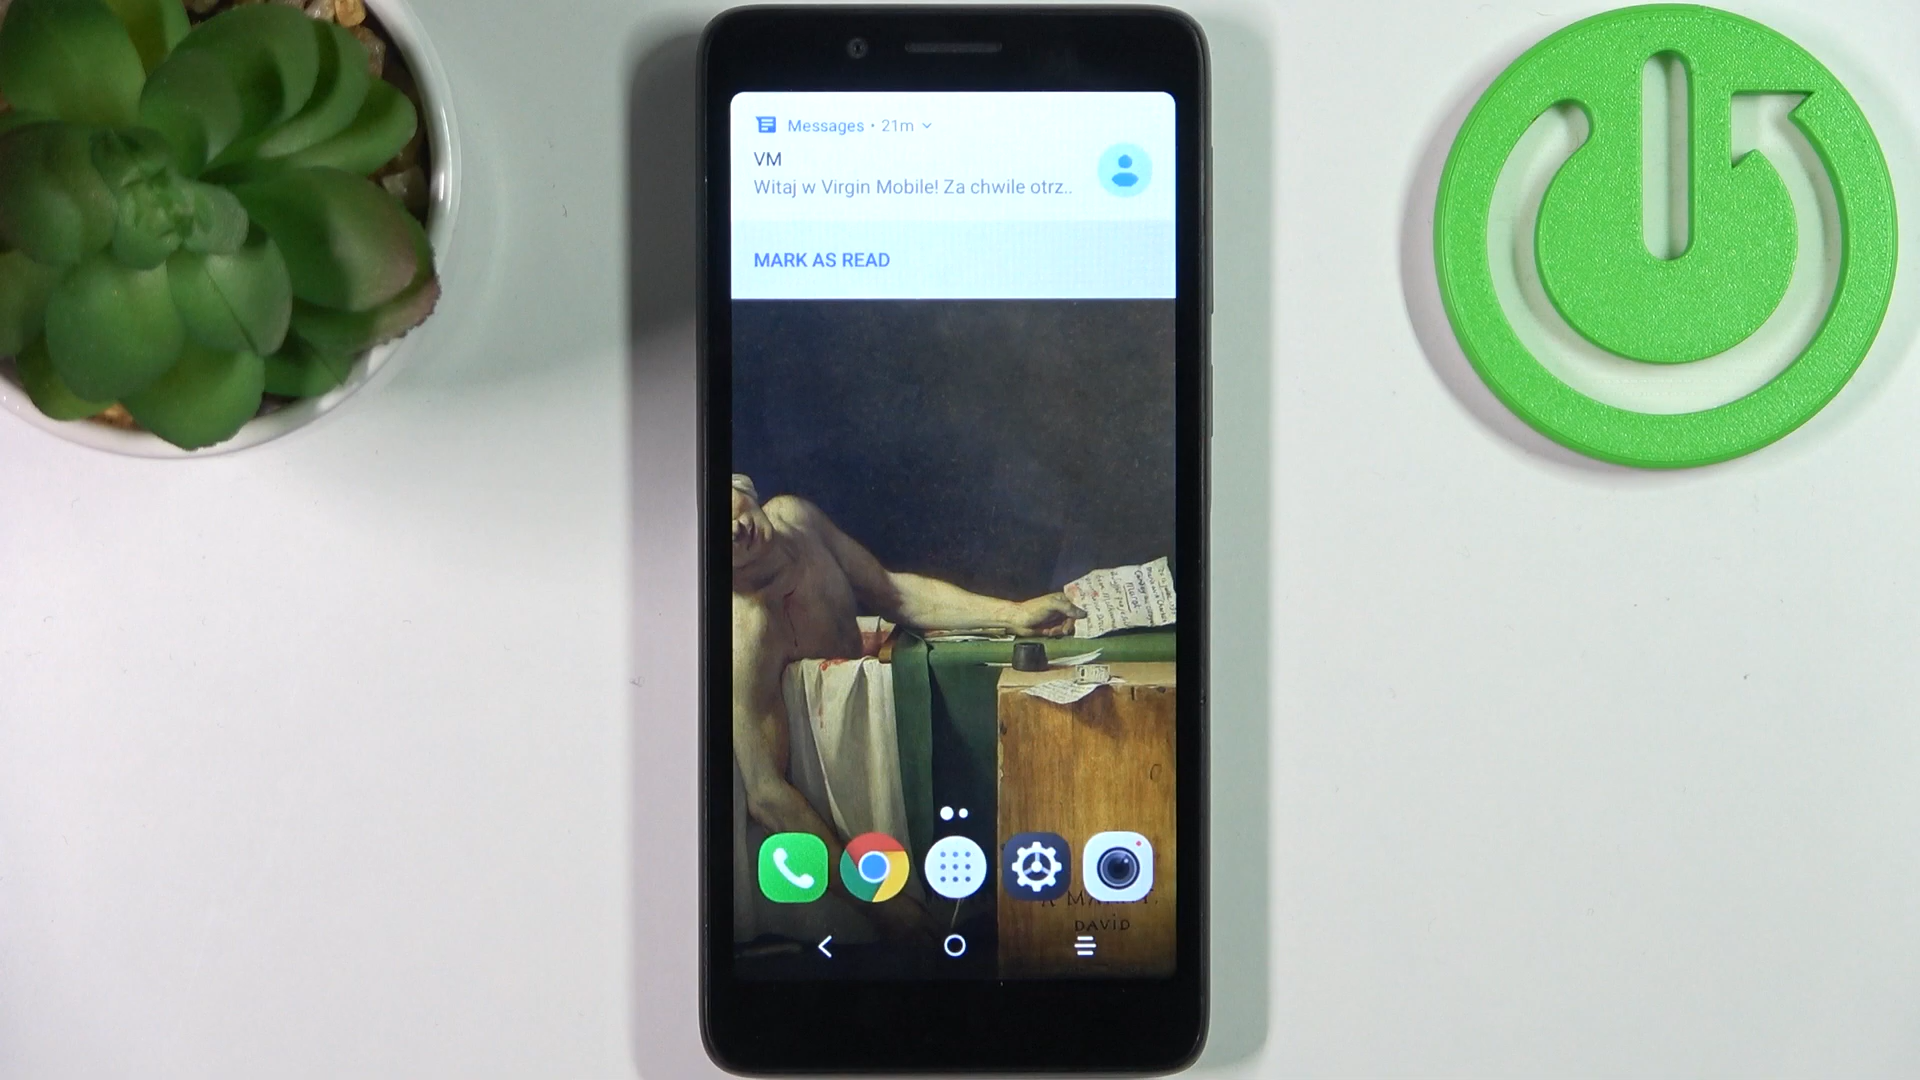 Messages • 21m
VM
Witaj w Virgin Mobile! Za chwile otrz..
MARK AS READ
DAVID